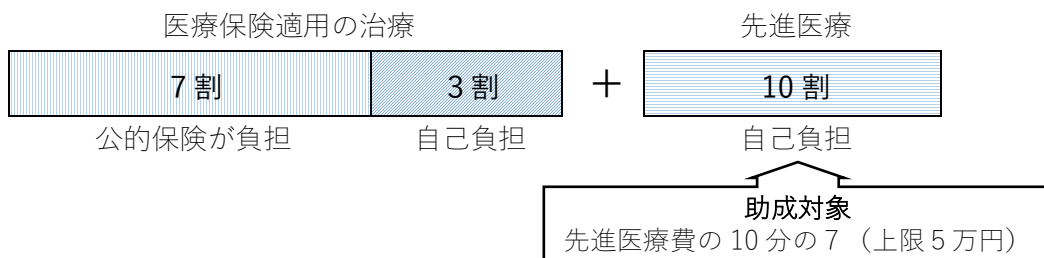 医療保険適用の治療 先進医療
7割 3割 + 10割
公的保険が負担 自己負担 自己負担
助成対象
先進医療費の10分の7(上限5万円)